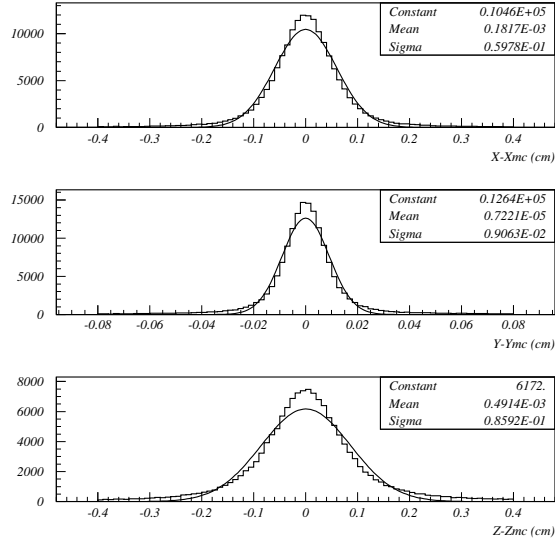 Constant 0.1046E+05
Mean 0.1817E-03
Sigma 0.5978E-01
10000
5000
0
-0.4 -0.3 -0.2 -0.1 0 0.1 0.2 0.3 0.4
X-Xmc (cm)
Constant 0.1264E+05
Mean 0.7221E-05
Sigma 0.9063E-02
15000
10000
5000
0
-0.08 -0.06 -0.04 -0.02 0 0.02 0.04 0.06 0.08
Y-Ymc (cm)
Constant 6172.
Mean 0.4914E-03
Sigma 0.8592E-01
8000
6000
4000
2000
0
-0.4 -0.3 -0.2 -0.1 0 0.1 0.2 0.3 0.4
Z-Zmc (cm)